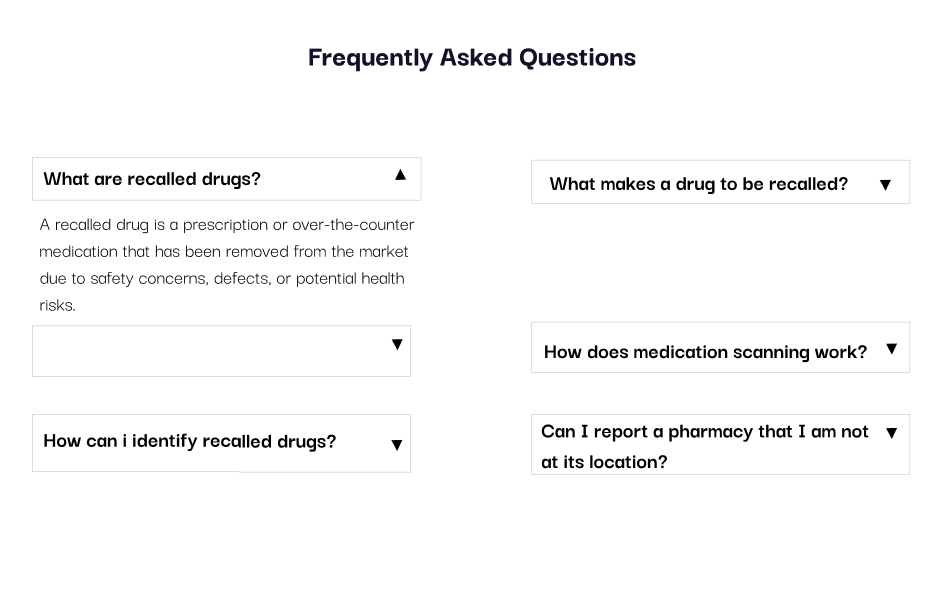 Frequently Asked Questions
What are recalled drugs? ▲
A recalled drug is a prescription or over-the-counter
medication that has been removed from the market
due to safety concerns, defects, or potential health
risks.
▼
How can i identify recalled drugs? ▼
What makes a drug to be recalled? ▼
How does medication scanning work? ▼
Can I report a pharmacy that I am not ▼
at its location?